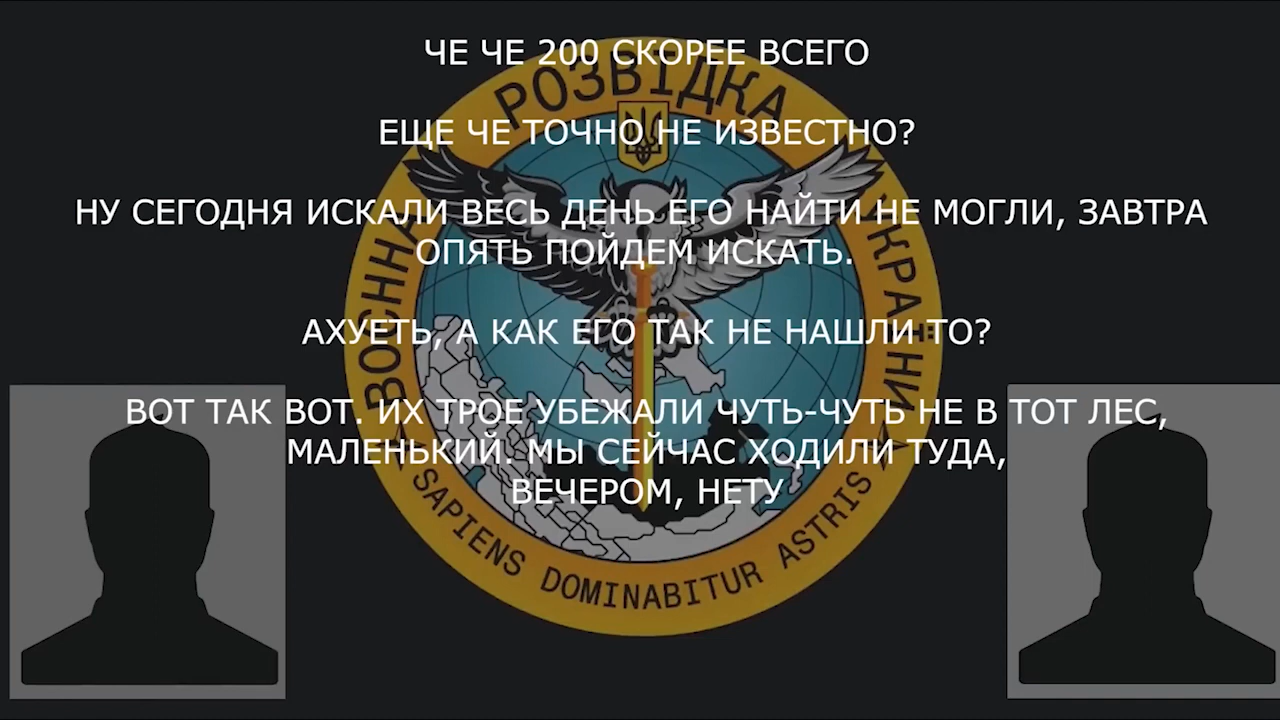 ЧЕ ЧЕ 200 СКОРЕЕ ВСЕГО
ЕЩЕ ЧЕ ТОЧНО НЕ ИЗВЕСТНО?
НУ СЕГОДНЯ ИСКАЛИ ВЕСЬ ДЕНЬ ЕГО НАЙТИ НЕ МОГЛИ, ЗАВТРА
ОПЯТЬ ПОЙДЕМ ИСКАТЬ.
АХУЕТЬ, А КАК ЕГО ТАК НЕ НАШЛИ ТО?
ВОТ ТАК ВОТ. ИХ ТРОЕ УБЕЖАЛИ ЧУТЬ-ЧУТЬ НЕ В ТОТ ЛЕС,
МАЛЕНЬКИЙ. МЫ СЕЙЧАС ХОДИЛИ ТУДА,
ВЕЧЕРОМ, НЕТУ
ВОЄННА РОЗВІДКА УКРАЇНИ
SAPIENS DOMINABITUR ASTRIS